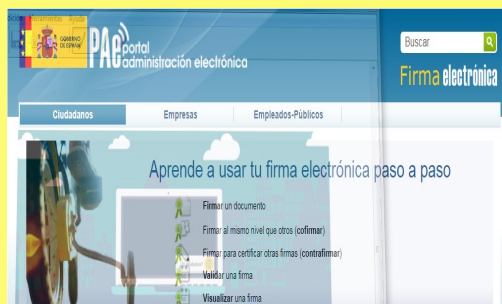 Herramientas Ayuda
GOBIERNO
DE ESPAÑA
PAe portal
administración electrónica
Buscar
Firma electrónica
Ciudadanos
Empresas
Empleados-Públicos
Aprende a usar tu firma electrónica paso a paso
Firmar un documento
Firmar al mismo nivel que otros (cofirmar)
Firmar para certificar otras firmas (contrafirmar)
Validar una firma
Visualizar una firma